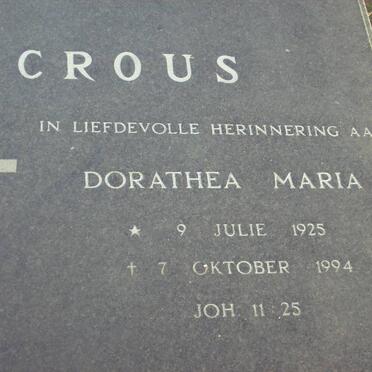 CROUS
IN LIEFDEVOLLE HERINNERING AA
DORATHEA MARIA
★ 9 JULIE 1925
† 7 OKTOBER 1994
JOH 11 : 25